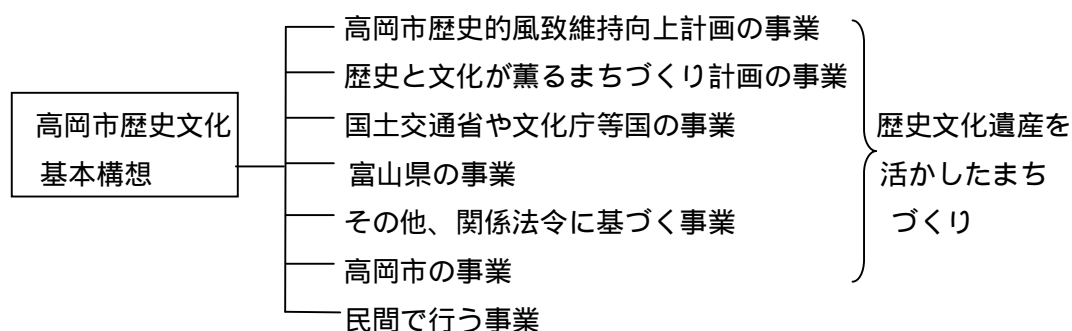 高岡市歴史文化
基本構想
高岡市歴史的風致維持向上計画の事業
歴史と文化が薫るまちづくり計画の事業
国土交通省や文化庁等国の事業
富山県の事業
その他、関係法令に基づく事業
高岡市の事業
民間で行う事業
歴史文化遺産を
活かしたまち
づくり